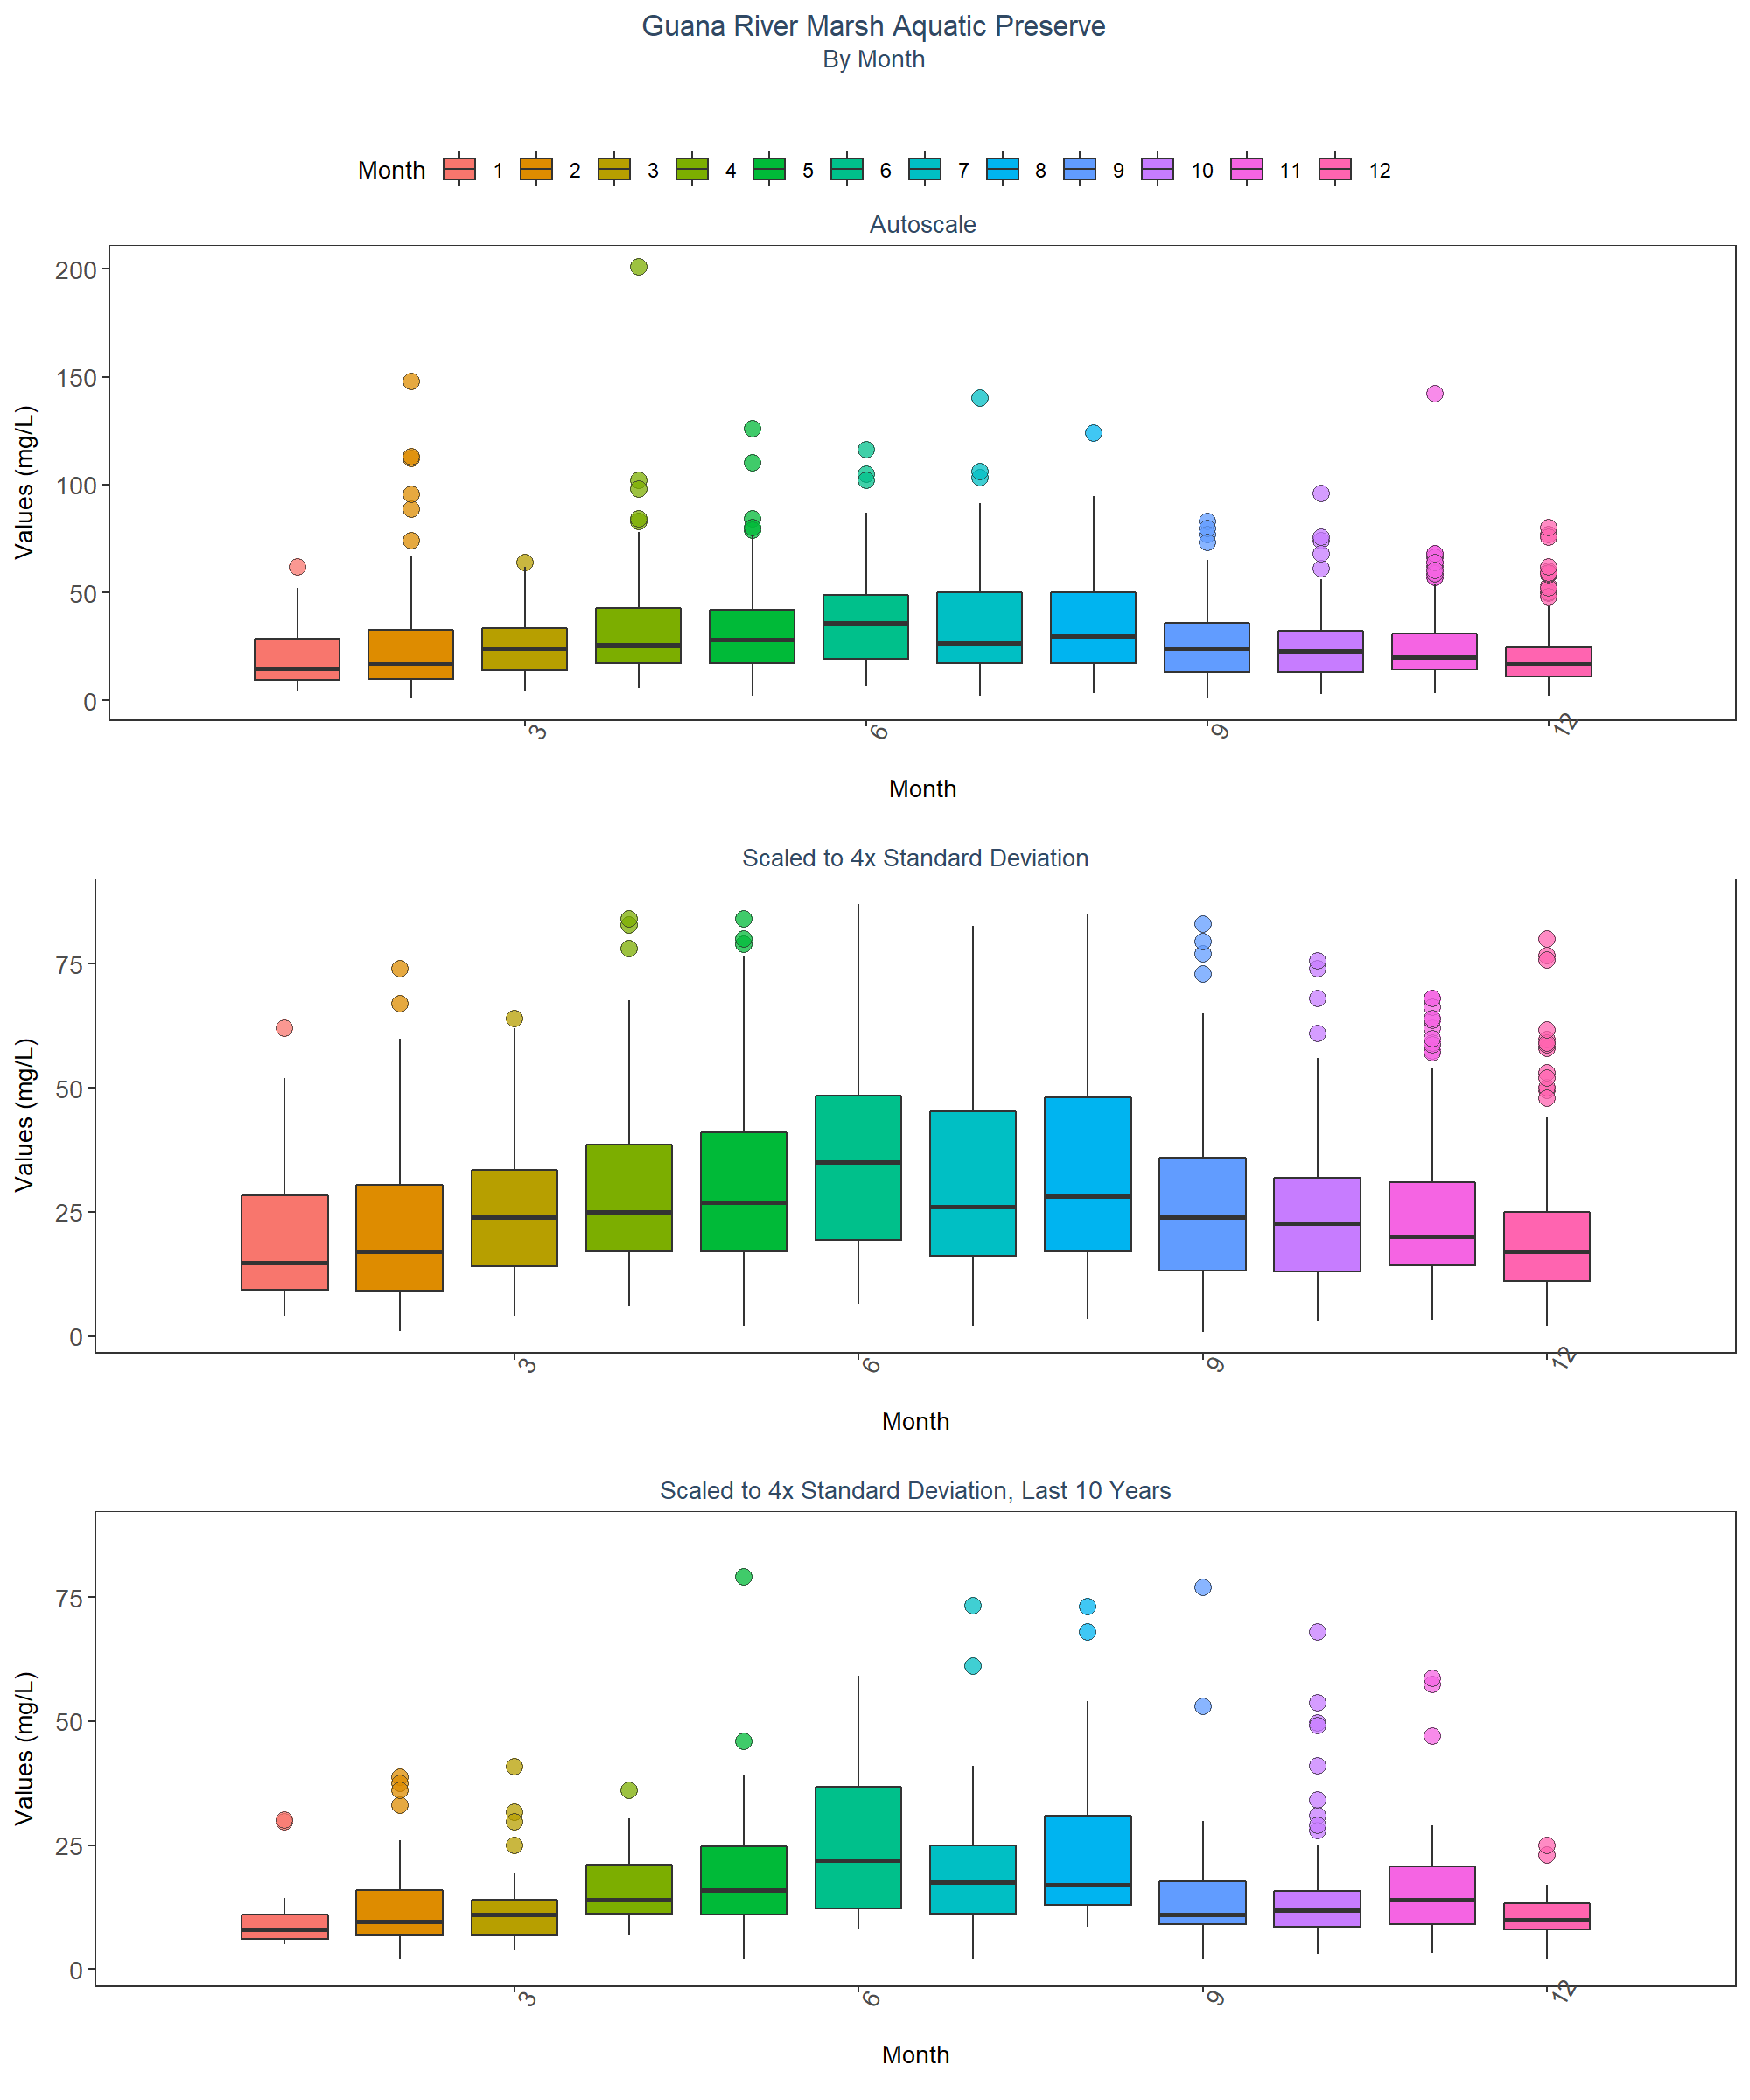 Guana River Marsh Aquatic Preserve
By Month
Month 1 2 3 4 5 6 7 8 9 10 11 12
Autoscale
Values (mg/L)
200
150
100
50
0
3 6 9 12
Month
Scaled to 4x Standard Deviation
Values (mg/L)
75
50
25
0
3 6 9 12
Month
Scaled to 4x Standard Deviation, Last 10 Years
Values (mg/L)
75
50
25
0
3 6 9 12
Month